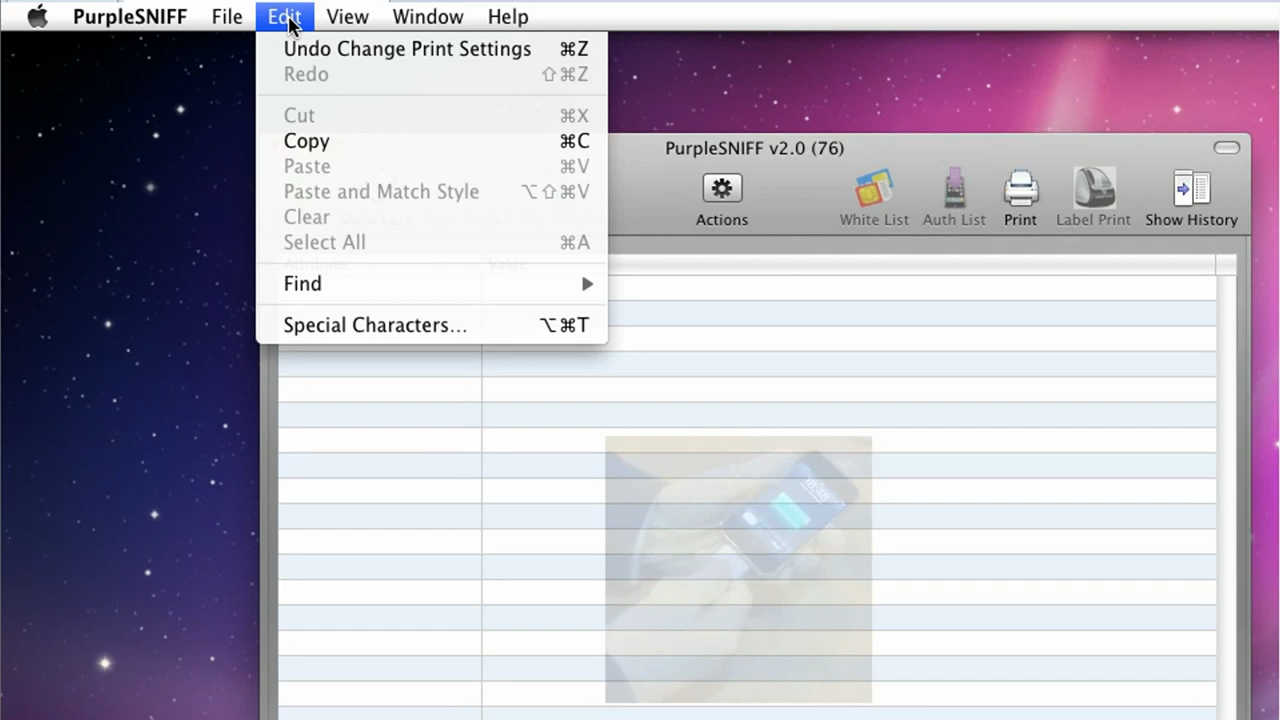 PurpleSNIFF File Edit View Window Help
Undo Change Print Settings ⌘Z
Redo ⇧⌘Z
Cut ⌘X
Copy ⌘C
Paste ⌘V
Paste and Match Style ⌥⇧⌘V
Clear
Select All ⌘A
Find
Special Characters... ⌥⌘T
PurpleSNIFF v2.0 (76)
Actions White List Auth List Print Label Print Show History
Attribute Value